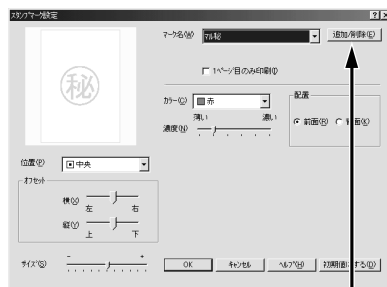 スタンプマーク設定
マーク名(W) マル秘 追加/削除(E)
1ページ目のみ印刷(I)
秘
カラー(C) 赤
薄い 濃い
濃度(N)
配置
前面(R) 背面(K)
位置(P) 中央
オフセット
横(X)
左 右
縦(Y)
上 下
サイズ(S)
- +
OK キャンセル ヘルプ(H) 初期値にする(D)